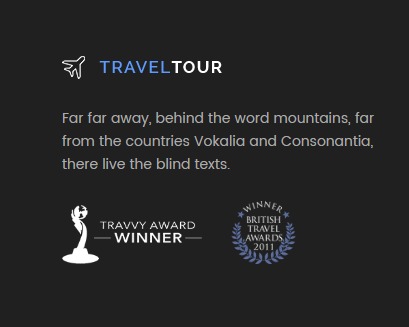 TRAVELTOUR
Far far away, behind the word mountains, far
from the countries Vokalia and Consonantia,
there live the blind texts.
TRAVVY AWARD
WINNER
WINNER
BRITISH
TRAVEL
AWARDS
2011